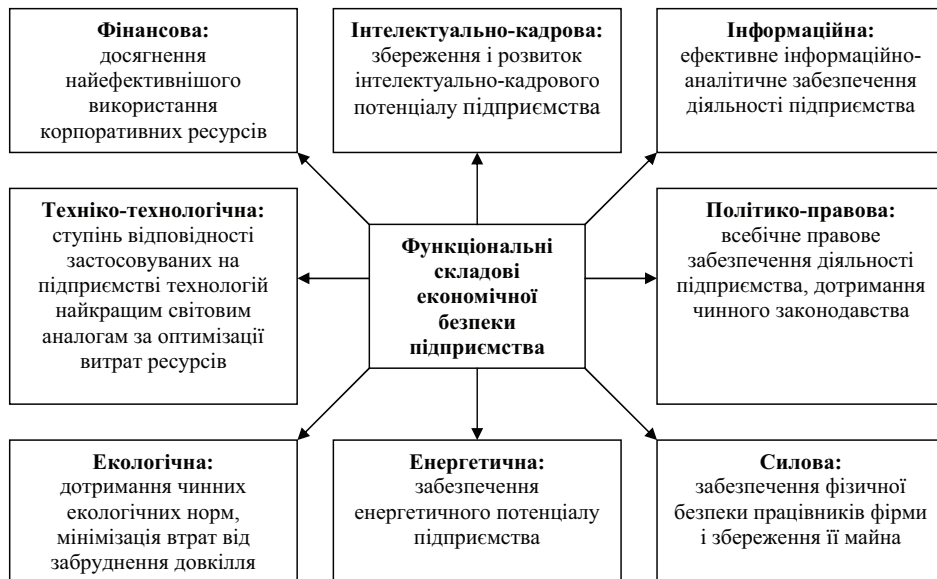 Фінансова:
досягнення
найефективнішого
використання
корпоративних ресурсів
Інтелектуально-кадрова:
збереження і розвиток
інтелектуально-кадрового
потенціалу підприємства
Інформаційна:
ефективне інформаційно-
аналітичне забезпечення
діяльності підприємства
Техніко-технологічна:
ступінь відповідності
застосовуваних на
підприємстві технологій
найкращим світовим
аналогам за оптимізації
витрат ресурсів
Функціональні
складові
економічної
безпеки
підприємства
Політико-правова:
всебічне правове
забезпечення діяльності
підприємства, дотримання
чинного законодавства
Екологічна:
дотримання чинних
екологічних норм,
мінімізація втрат від
забруднення довкілля
Енергетична:
забезпечення
енергетичного потенціалу
підприємства
Силова:
забезпечення фізичної
безпеки працівників фірми
і збереження її майна